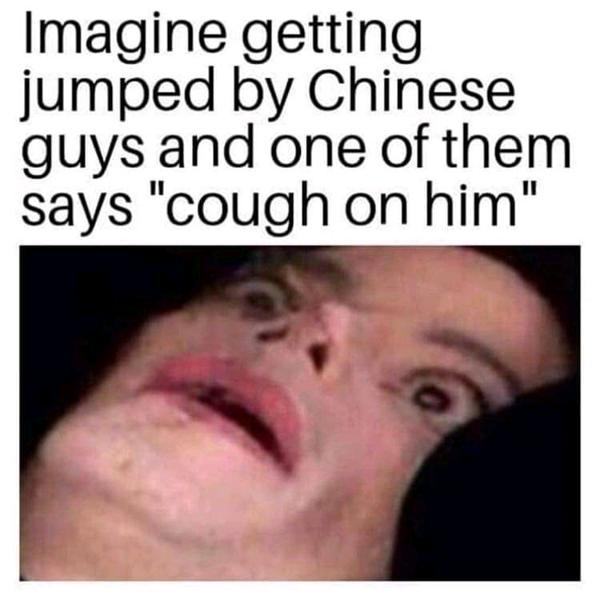 Imagine getting
jumped by Chinese
guys and one of them
says "cough on him"